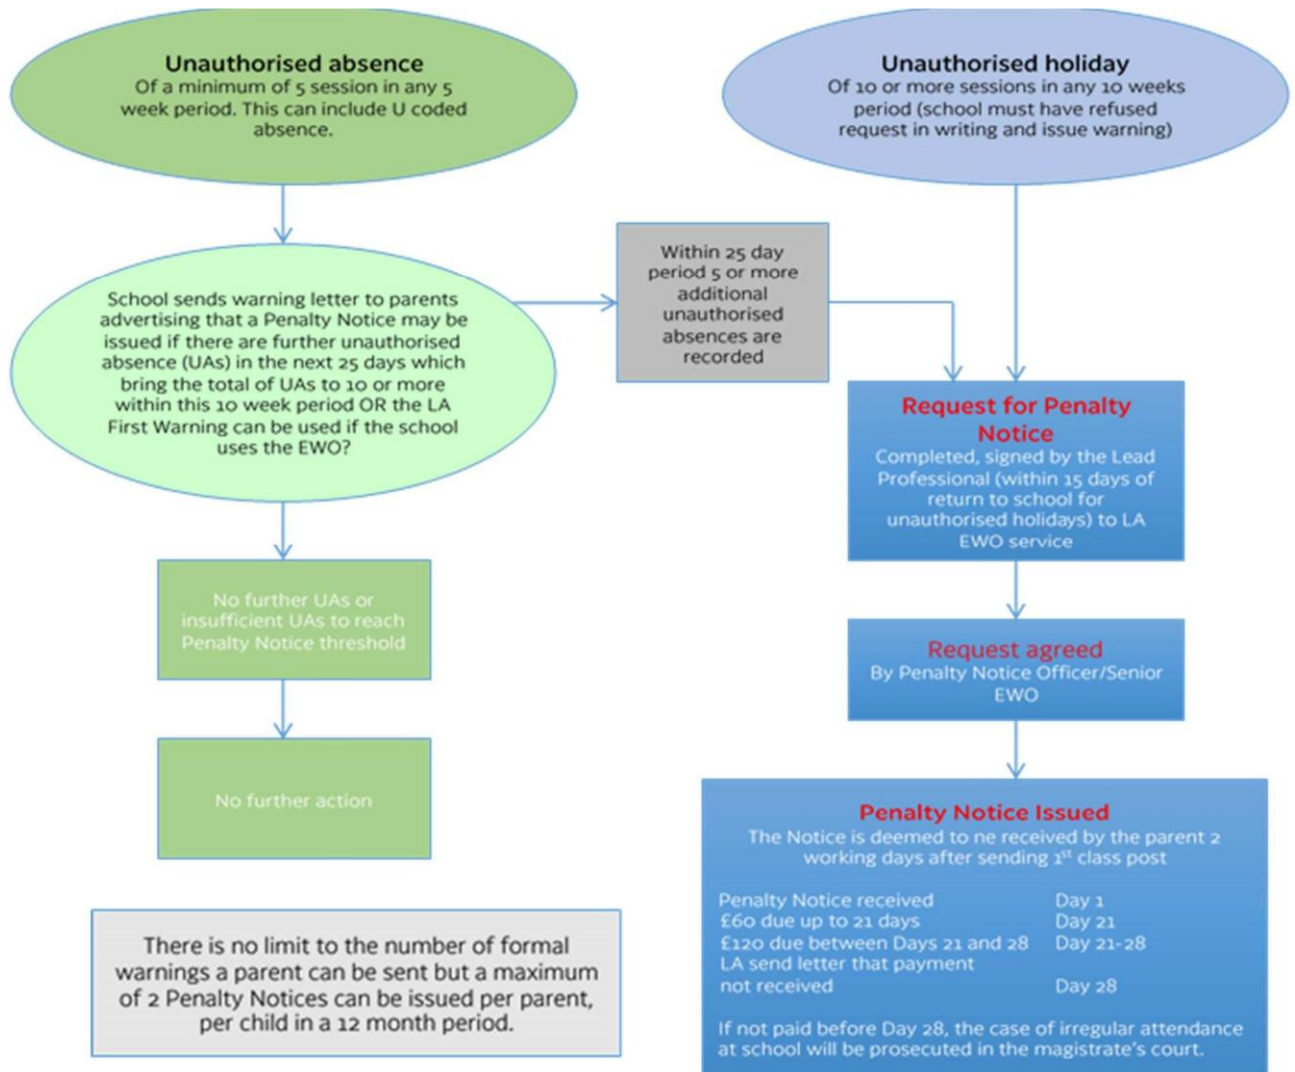 Unauthorised absence
Of a minimum of 5 session in any 5
week period. This can include U coded
absence.
Unauthorised holiday
Of 10 or more sessions in any 10 weeks
period (school must have refused
request in writing and issue warning)
School sends warning letter to parents
advertising that a Penalty Notice may be
issued if there are further unauthorised
absence (UAs) in the next 25 days which
bring the total of UAs to 10 or more
within this 10 week period OR the LA
First Warning can be used if the school
uses the EWO?
Within 25 day
period 5 or more
additional
unauthorised
absences are
recorded
Request for Penalty
Notice
Completed, signed by the Lead
Professional (within 15 days of
return to school for
unauthorised holidays) to LA
EWO service
No further UAs or
insufficient UAs to reach
Penalty Notice threshold
Request agreed
By Penalty Notice Officer/Senior
EWO
No further action
Penalty Notice Issued
The Notice is deemed to ne received by the parent 2
working days after sending 1st class post
Penalty Notice received Day 1
£60 due up to 21 days Day 21
£120 due between Days 21 and 28 Day 21-28
LA send letter that payment
not received Day 28
If not paid before Day 28, the case of irregular attendance
at school will be prosecuted in the magistrate's court.
There is no limit to the number of formal
warnings a parent can be sent but a maximum
of 2 Penalty Notices can be issued per parent,
per child in a 12 month period.